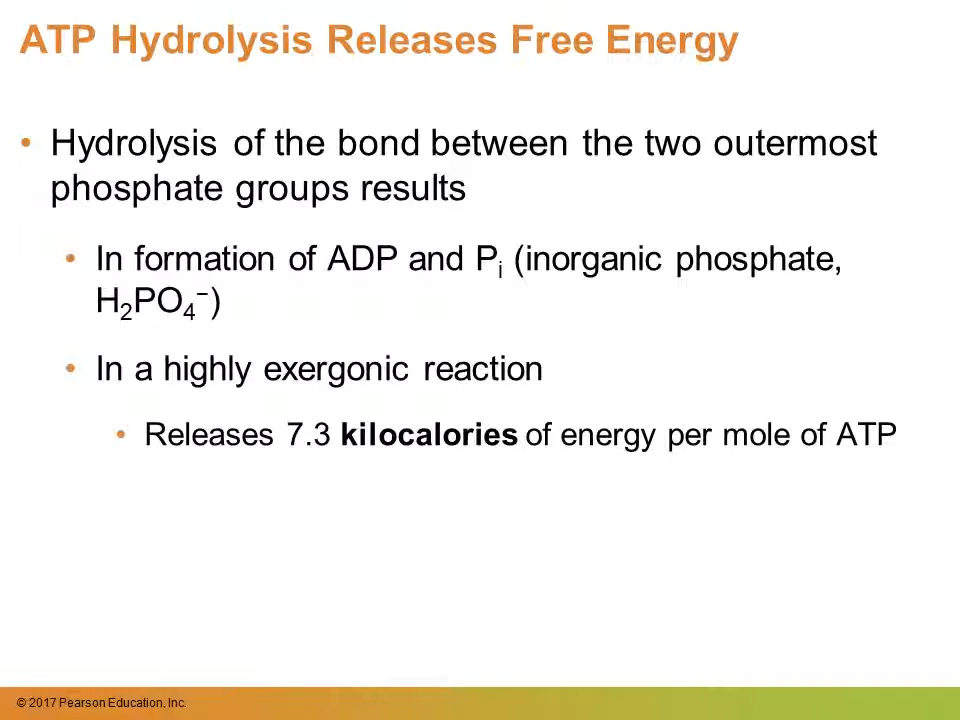 ATP Hydrolysis Releases Free Energy
• Hydrolysis of the bond between the two outermost
phosphate groups results
• In formation of ADP and Pᵢ (inorganic phosphate,
H₂PO₄⁻)
• In a highly exergonic reaction
• Releases 7.3 kilocalories of energy per mole of ATP
© 2017 Pearson Education, Inc.